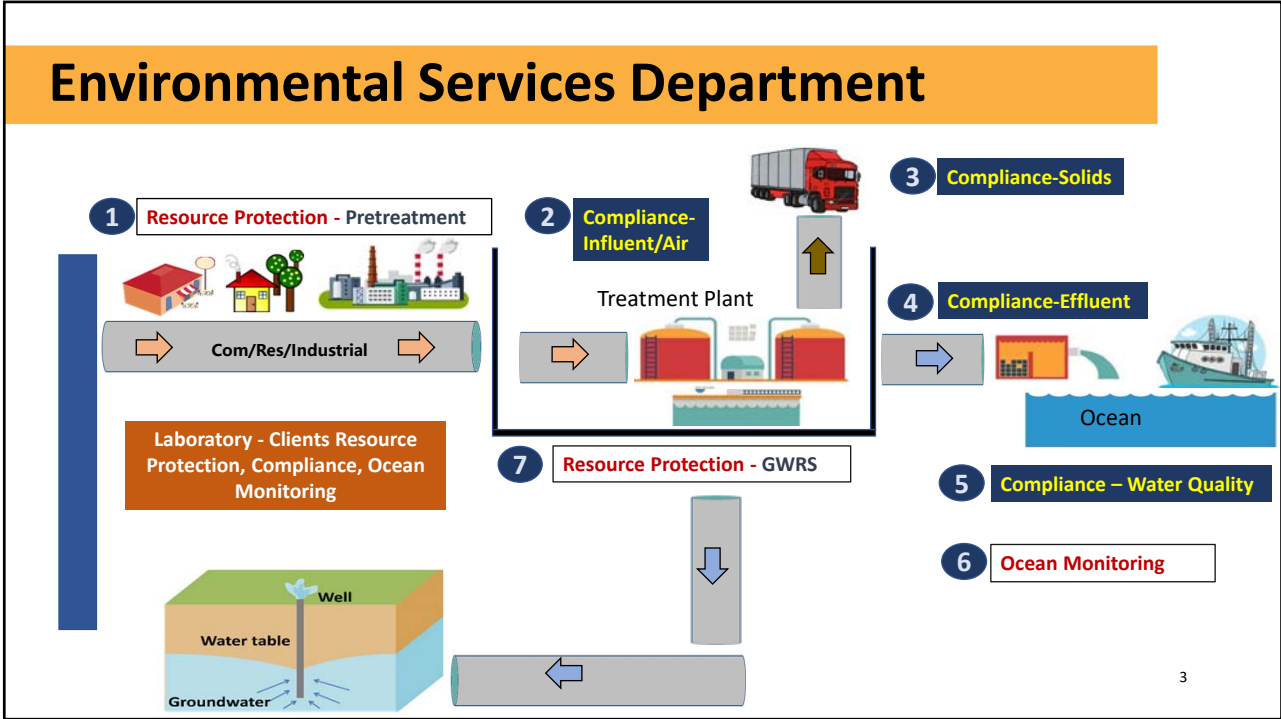 Environmental Services Department
1
Resource Protection - Pretreatment
2
Compliance-
Influent/Air
3
Compliance-Solids
Treatment Plant
4
Compliance-Effluent
Com/Res/Industrial
Ocean
Laboratory - Clients Resource
Protection, Compliance, Ocean
Monitoring
7
Resource Protection - GWRS
5
Compliance – Water Quality
6
Ocean Monitoring
Well
Water table
Groundwater
3